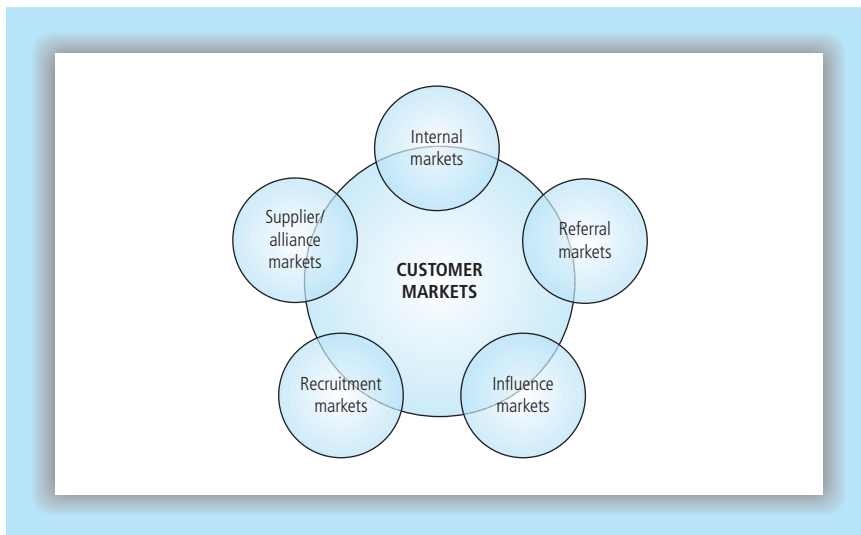 Internal
markets
Supplier/
alliance
markets
Referral
markets
CUSTOMER
MARKETS
Recruitment
markets
Influence
markets